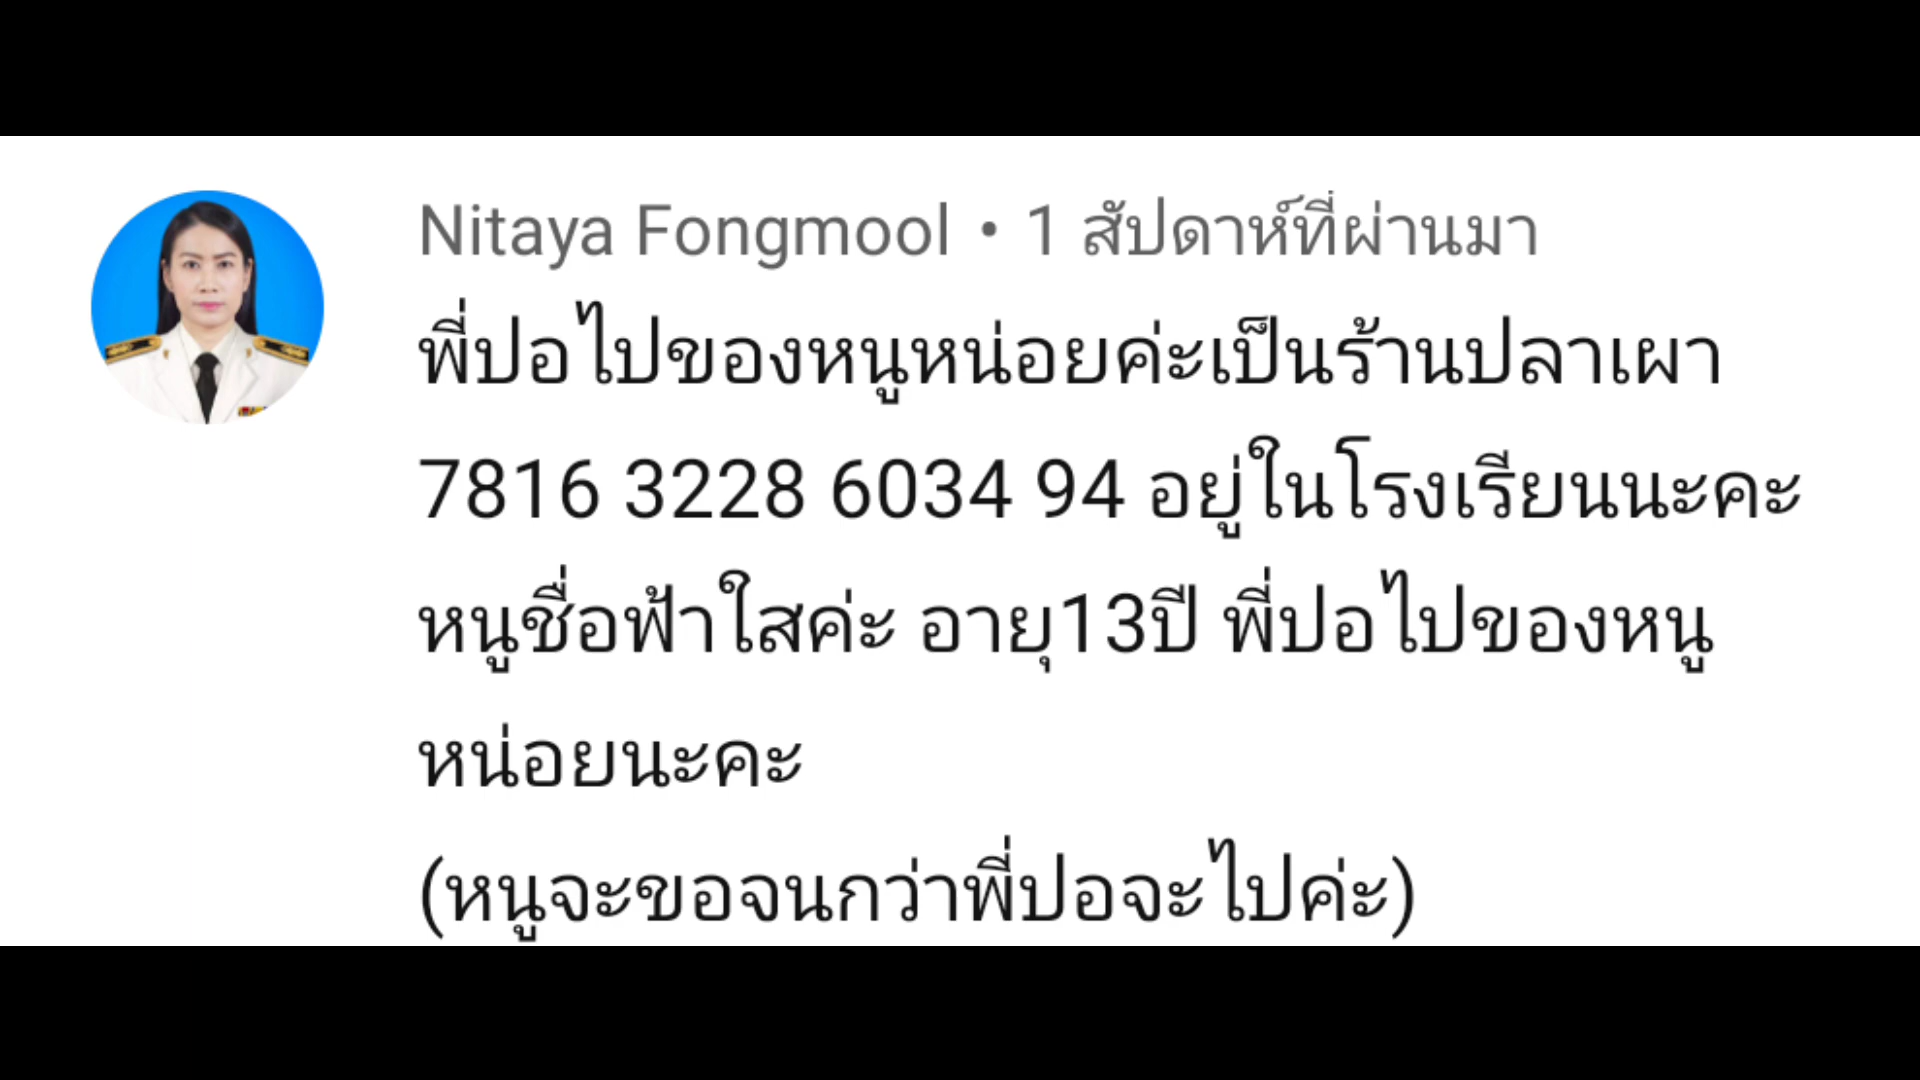 Nitaya Fongmool • 1 สัปดาห์ที่ผ่านมา
พี่ปอไปของหนูหน่อยค่ะเป็นร้านปลาเผา
7816 3228 6034 94 อยู่ในโรงเรียนนะคะ
หนูชื่อฟ้าใสค่ะ อายุ13ปี พี่ปอไปของหนู
หน่อยนะคะ
(หนูจะขอจนกว่าพี่ปอจะไปค่ะ)